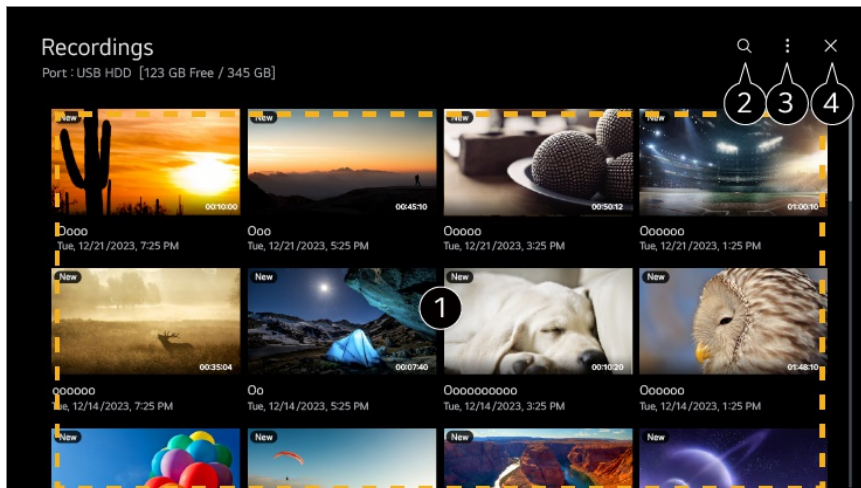 Recordings
Port : USB HDD [123 GB Free / 345 GB]
2 3 4
New New New New
00:10:00 00:45:10 00:50:12 01:00:10
Oooo Ooo Ooooo Oooooo
Tue, 12/21/2023, 7:25 PM Tue, 12/21/2023, 5:25 PM Tue, 12/21/2023, 3:25 PM Tue, 12/21/2023, 1:25 PM
New New New New
1
00:35:04 00:07:40 00:10:20 01:48:10
oooooo Oo Oooooooooo Oooooo
Tue, 12/14/2023, 7:25 PM Tue, 12/14/2023, 5:25 PM Tue, 12/14/2023, 3:25 PM Tue, 12/14/2023, 1:25 PM
New New New New